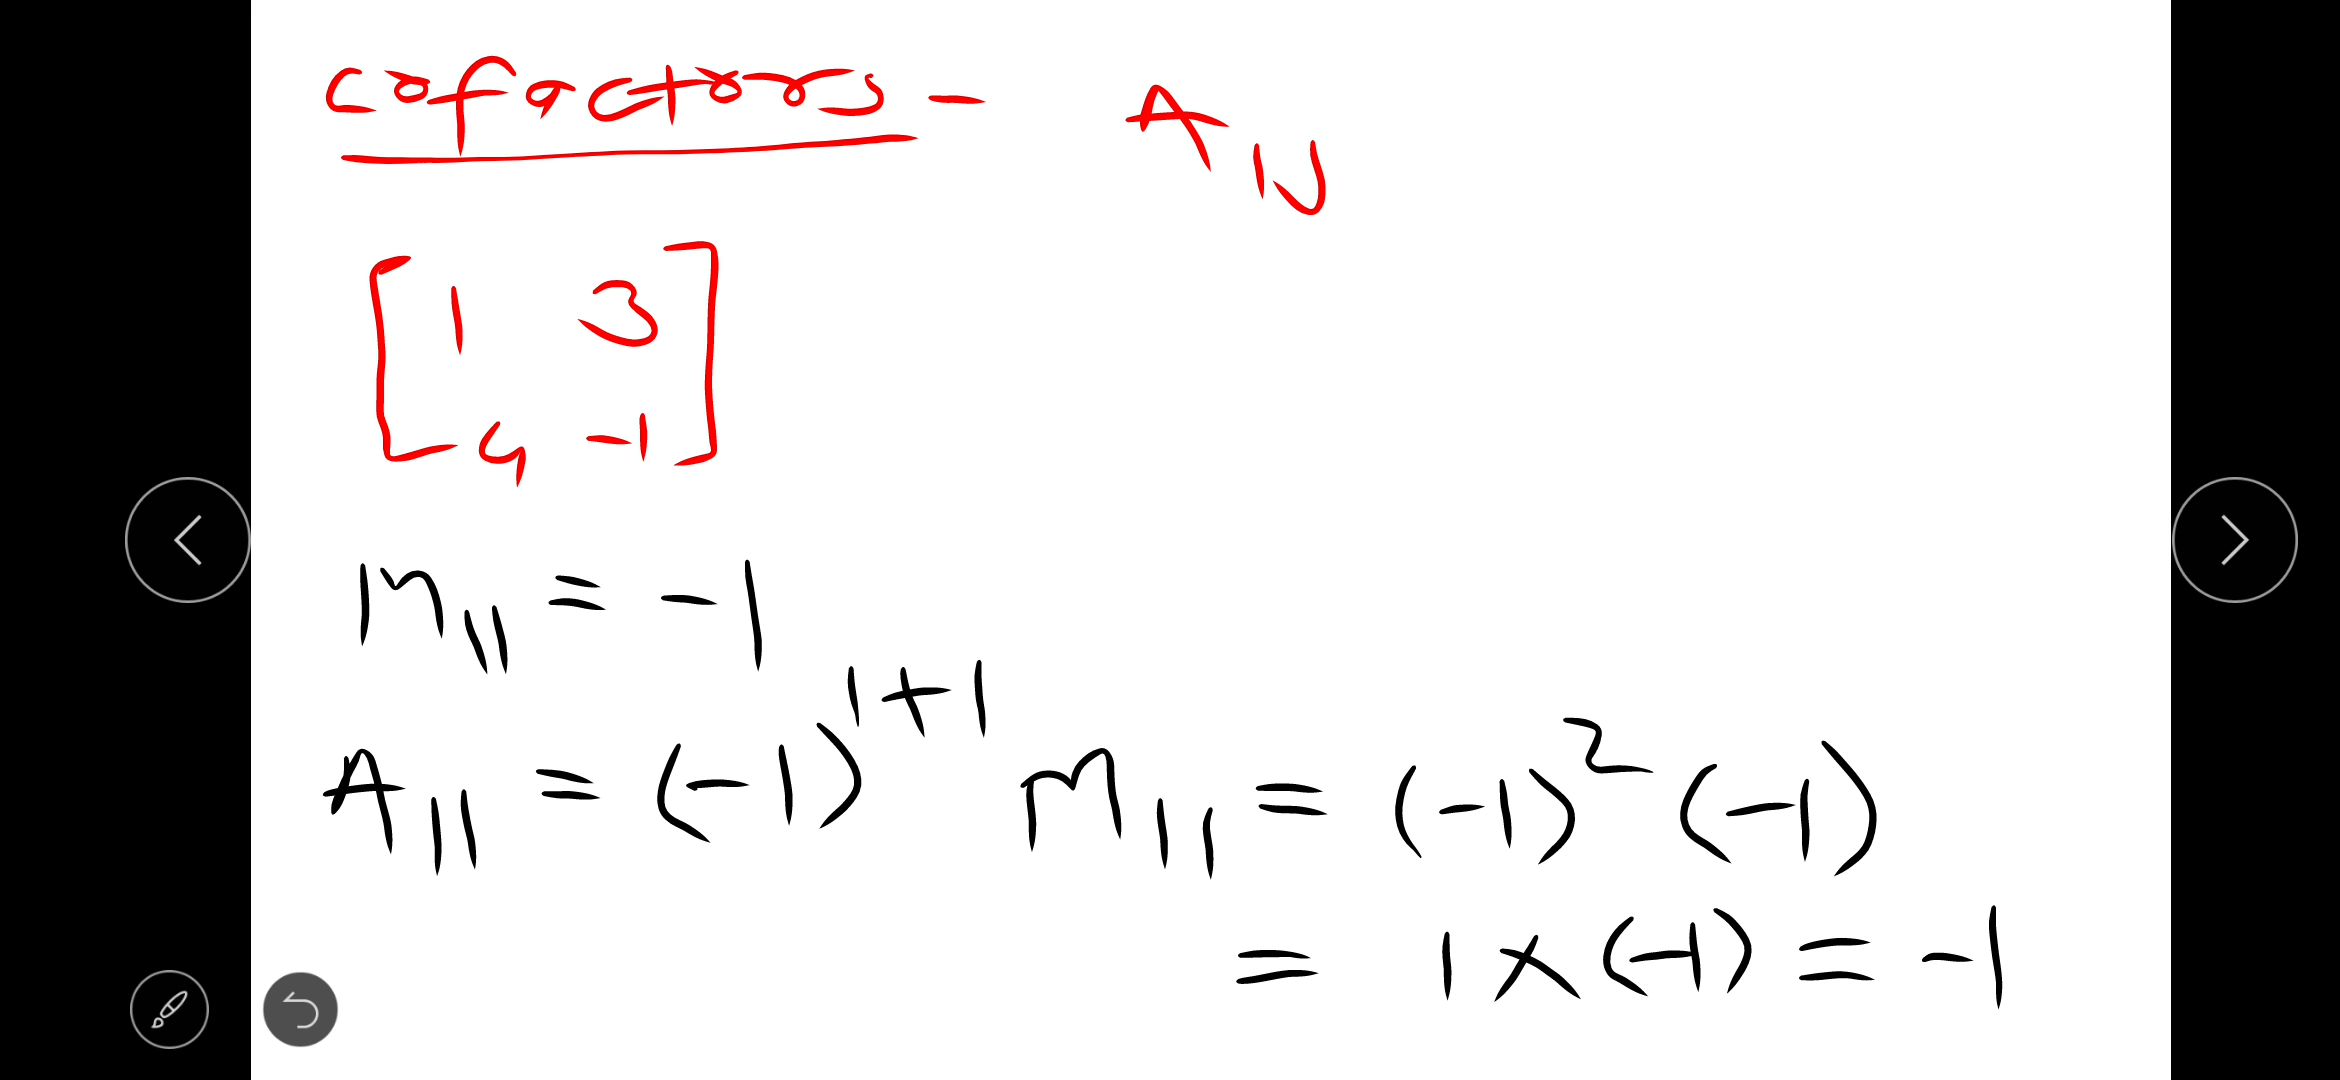 cofactors - Aij
[ 1 3
4 -1 ]
M₁₁ = -1
A₁₁ = (-1)¹⁺¹ M₁₁ = (-1)² (-1)
= 1 × (-1) = -1